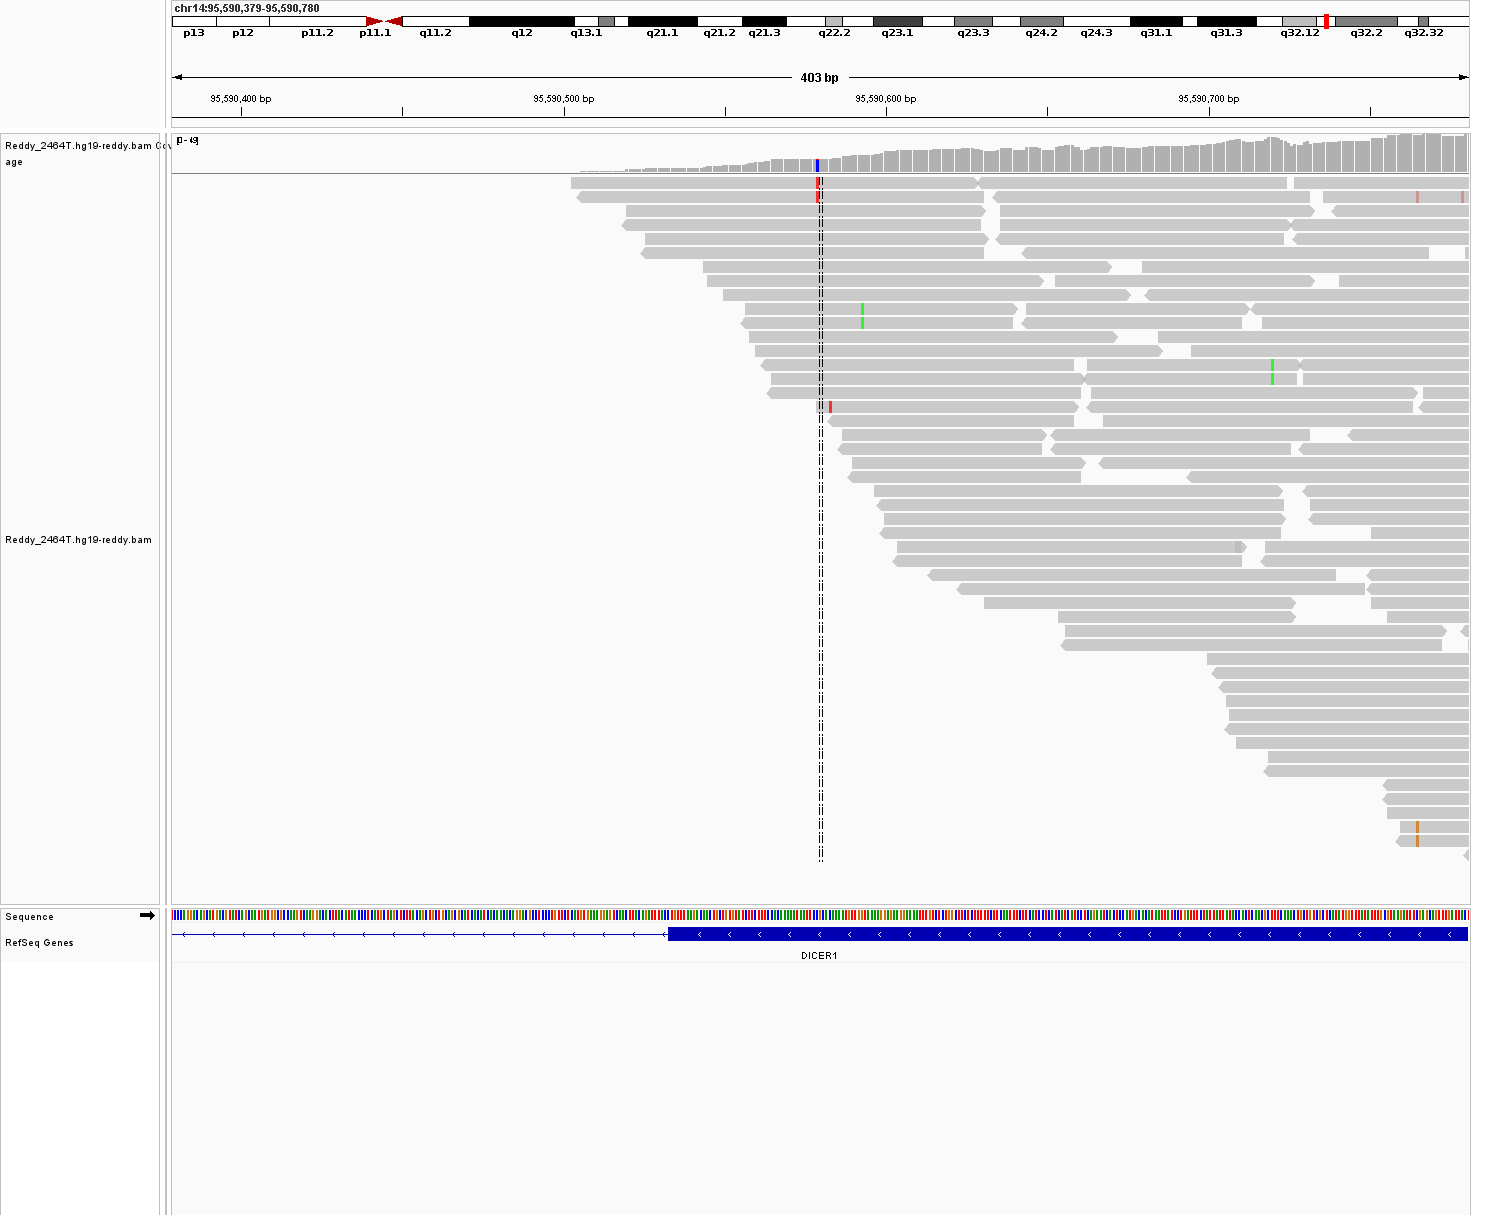 chr14:95,590,379-95,590,780
p13 p12 p11.2 p11.1 q11.2 q12 q13.1 q21.1 q21.2 q21.3 q22.2 q23.1 q23.3 q24.2 q24.3 q31.1 q31.3 q32.12 q32.2 q32.32
403 bp
95,590,400 bp 95,590,500 bp 95,590,600 bp 95,590,700 bp
Reddy_2464T.hg19-reddy.bam Cov
age
Reddy_2464T.hg19-reddy.bam
Sequence
RefSeq Genes
DICER1